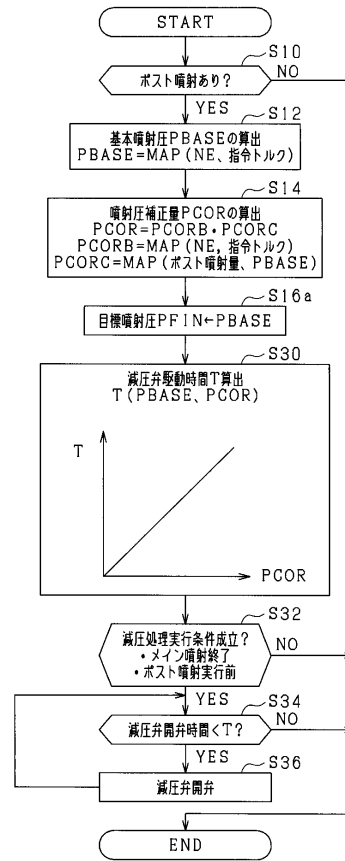 START
S10
ポスト噴射あり?
NO
YES
S12
基本噴射圧PBASEの算出
PBASE=MAP(NE、指令トルク)
S14
噴射圧補正量PCORの算出
PCOR=PCORB・PCORC
PCORB=MAP(NE,指令トルク)
PCORC=MAP(ポスト噴射量、PBASE)
S16a
目標噴射圧PFIN←PBASE
S30
減圧弁駆動時間T算出
T(PBASE、PCOR)
T
PCOR
S32
減圧処理実行条件成立?
・メイン噴射終了
・ポスト噴射実行前
NO
YES
S34
減圧弁開弁時間<T?
NO
YES
S36
減圧弁開弁
END